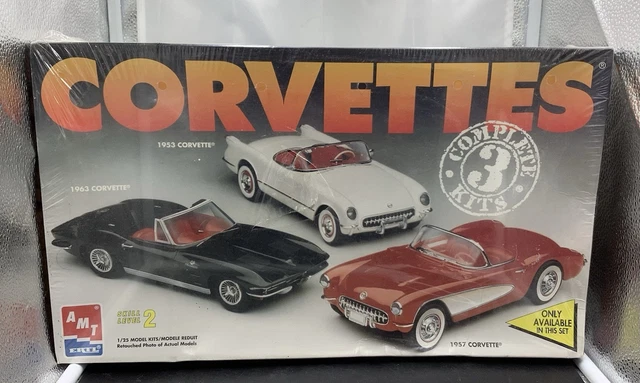 CORVETTES®
1953 CORVETTE®
COMPLETE
3
KITS
1963 CORVETTE®
AMT
ERTL
SKILL
LEVEL 2
1/25 MODEL KITS/MODELE REDUIT
Retouched Photo of Actual Models
1957 CORVETTE®
ONLY
AVAILABLE
IN THIS SET